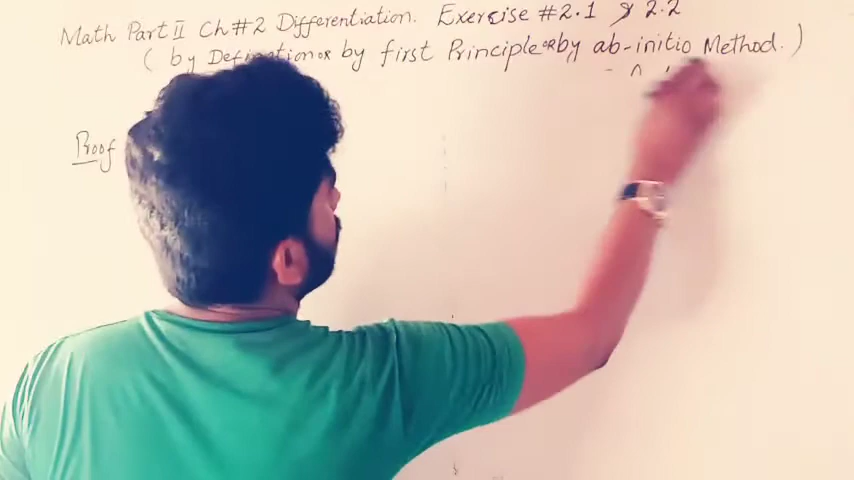 Math Part II Ch#2 Differentiation. Exercise #2.1 & 2.2
( by Defination or by first Principle or by ab-initio Method. )
Proof